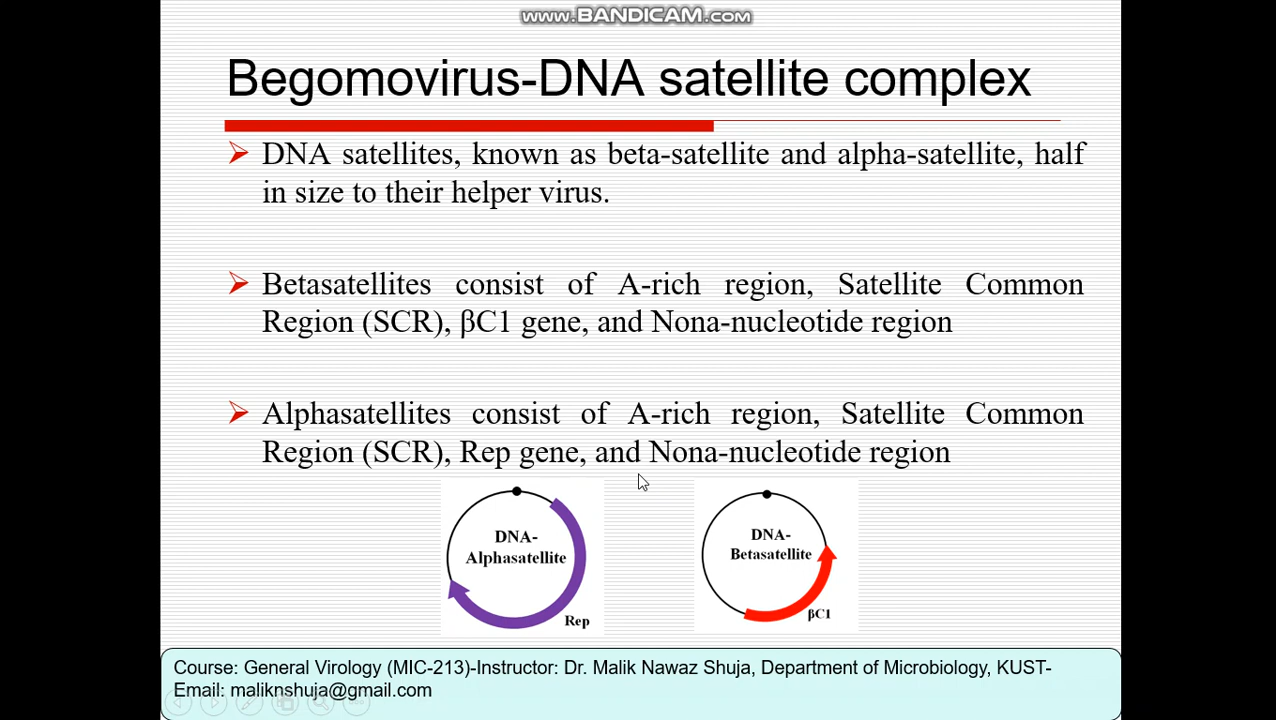 www.BANDICAM.com
Begomovirus-DNA satellite complex
DNA satellites, known as beta-satellite and alpha-satellite, half
in size to their helper virus.
Betasatellites consist of A-rich region, Satellite Common
Region (SCR), βC1 gene, and Nona-nucleotide region
Alphasatellites consist of A-rich region, Satellite Common
Region (SCR), Rep gene, and Nona-nucleotide region
DNA-
Alphasatellite
Rep
DNA-
Betasatellite
βC1
Course: General Virology (MIC-213)-Instructor: Dr. Malik Nawaz Shuja, Department of Microbiology, KUST-
Email: maliknshuja@gmail.com